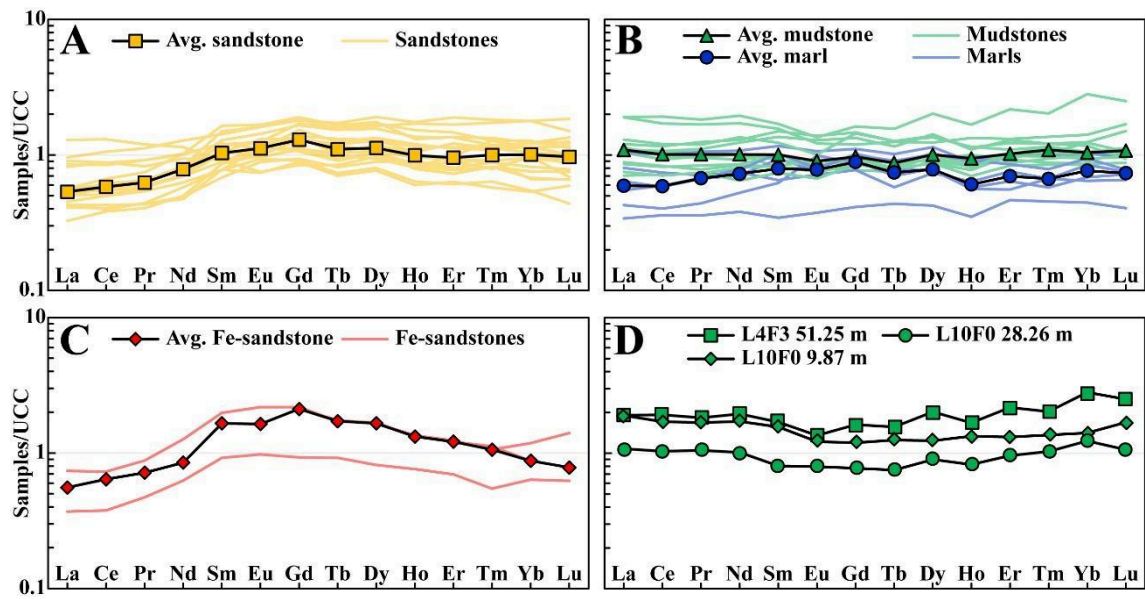 10
A
Avg. sandstone
Sandstones
Samples/UCC
1
0.1
La Ce Pr Nd Sm Eu Gd Tb Dy Ho Er Tm Yb Lu
B
Avg. mudstone
Mudstones
Avg. marl
Marls
La Ce Pr Nd Sm Eu Gd Tb Dy Ho Er Tm Yb Lu
10
C
Avg. Fe-sandstone
Fe-sandstones
Samples/UCC
1
0.1
La Ce Pr Nd Sm Eu Gd Tb Dy Ho Er Tm Yb Lu
D
L4F3 51.25 m
L10F0 28.26 m
L10F0 9.87 m
La Ce Pr Nd Sm Eu Gd Tb Dy Ho Er Tm Yb Lu